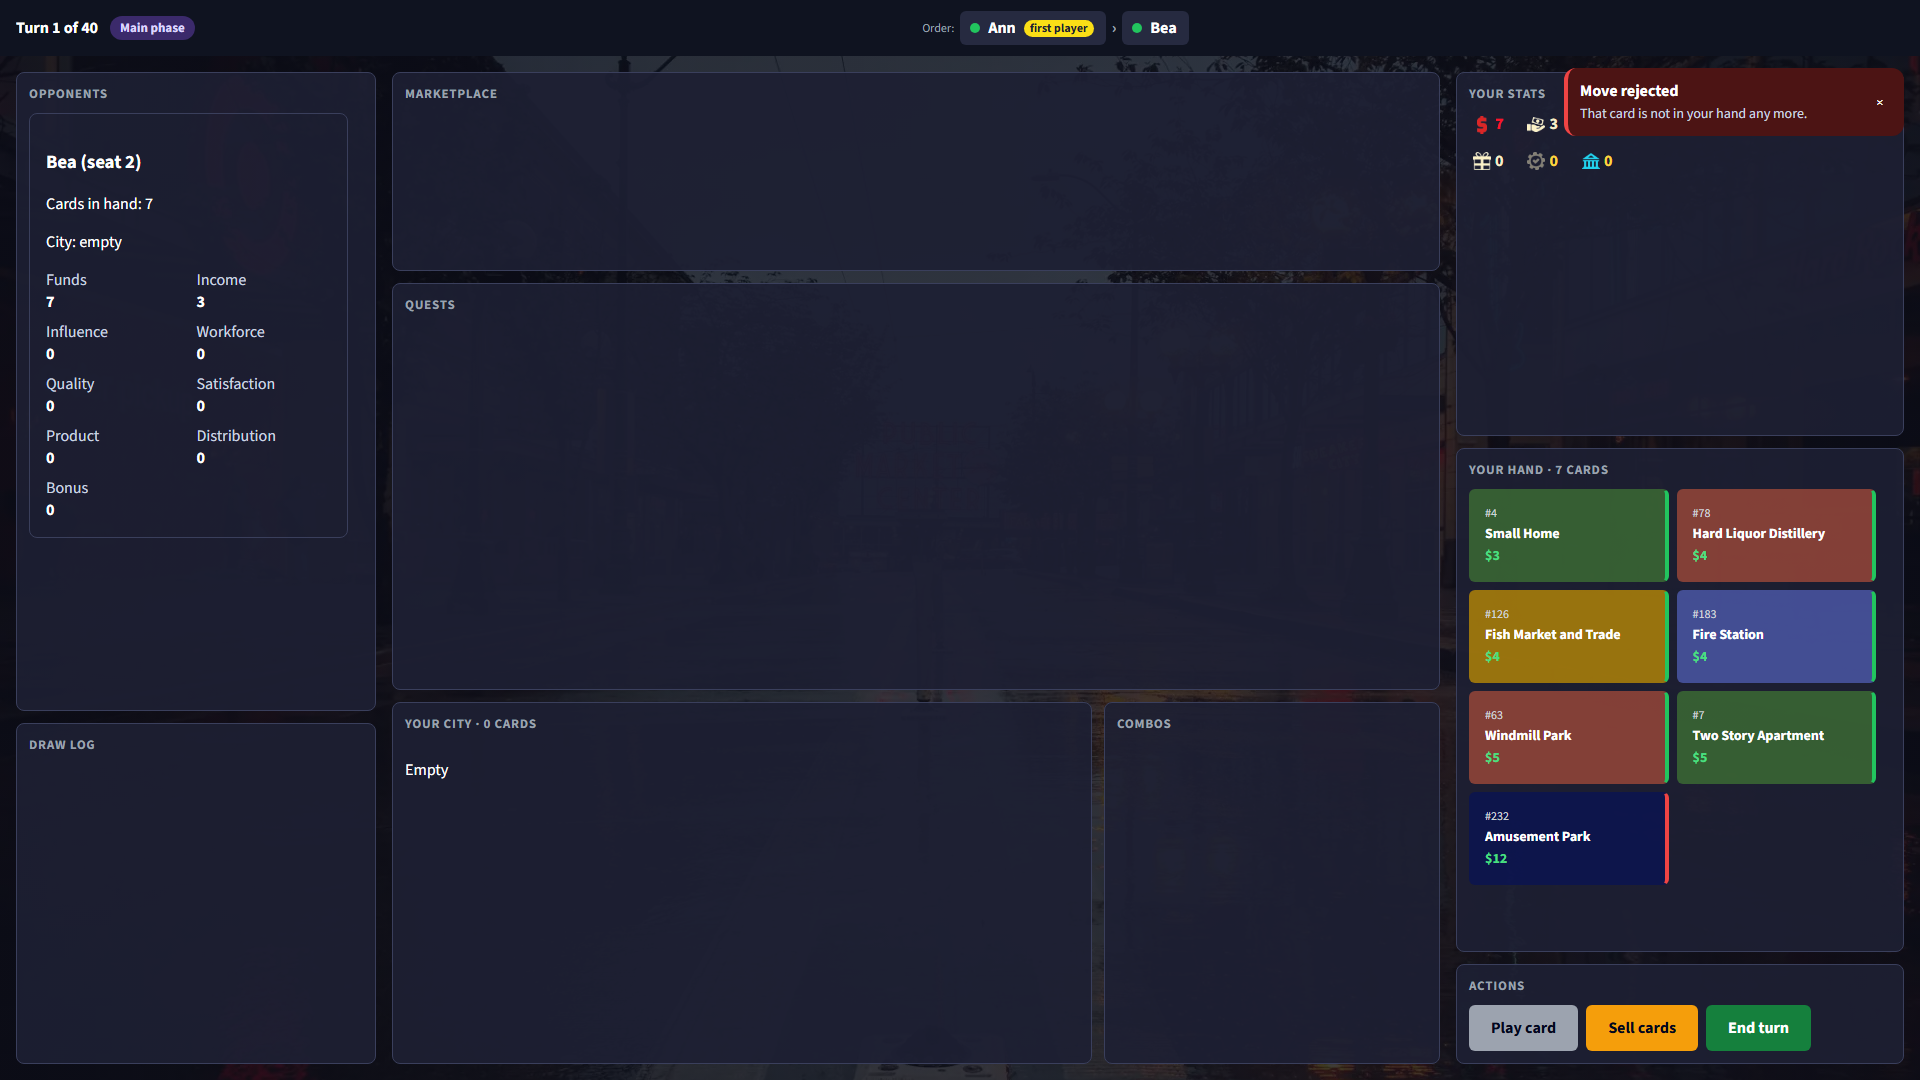 Turn 1 of 40
Main phase
Order:
Ann
first player
›
Bea
OPPONENTS
Bea (seat 2)
Cards in hand: 7
City: empty
Funds
7
Income
3
Influence
0
Workforce
0
Quality
0
Satisfaction
0
Product
0
Distribution
0
Bonus
0
DRAW LOG
MARKETPLACE
QUESTS
YOUR CITY · 0 CARDS
Empty
COMBOS
YOUR STATS
7
3
0
0
0
Move rejected
That card is not in your hand any more.
×
YOUR HAND · 7 CARDS
#4
Small Home
$3
#78
Hard Liquor Distillery
$4
#126
Fish Market and Trade
$4
#183
Fire Station
$4
#63
Windmill Park
$5
#7
Two Story Apartment
$5
#232
Amusement Park
$12
ACTIONS
Play card
Sell cards
End turn